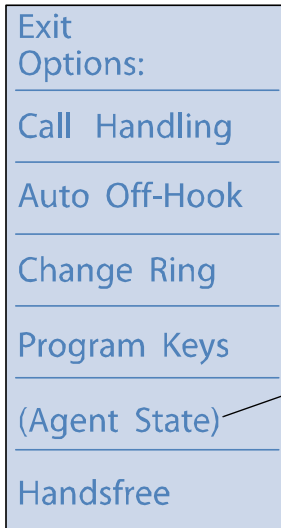 Exit
Options:
Call Handling
Auto Off-Hook
Change Ring
Program Keys
(Agent State)
Handsfree